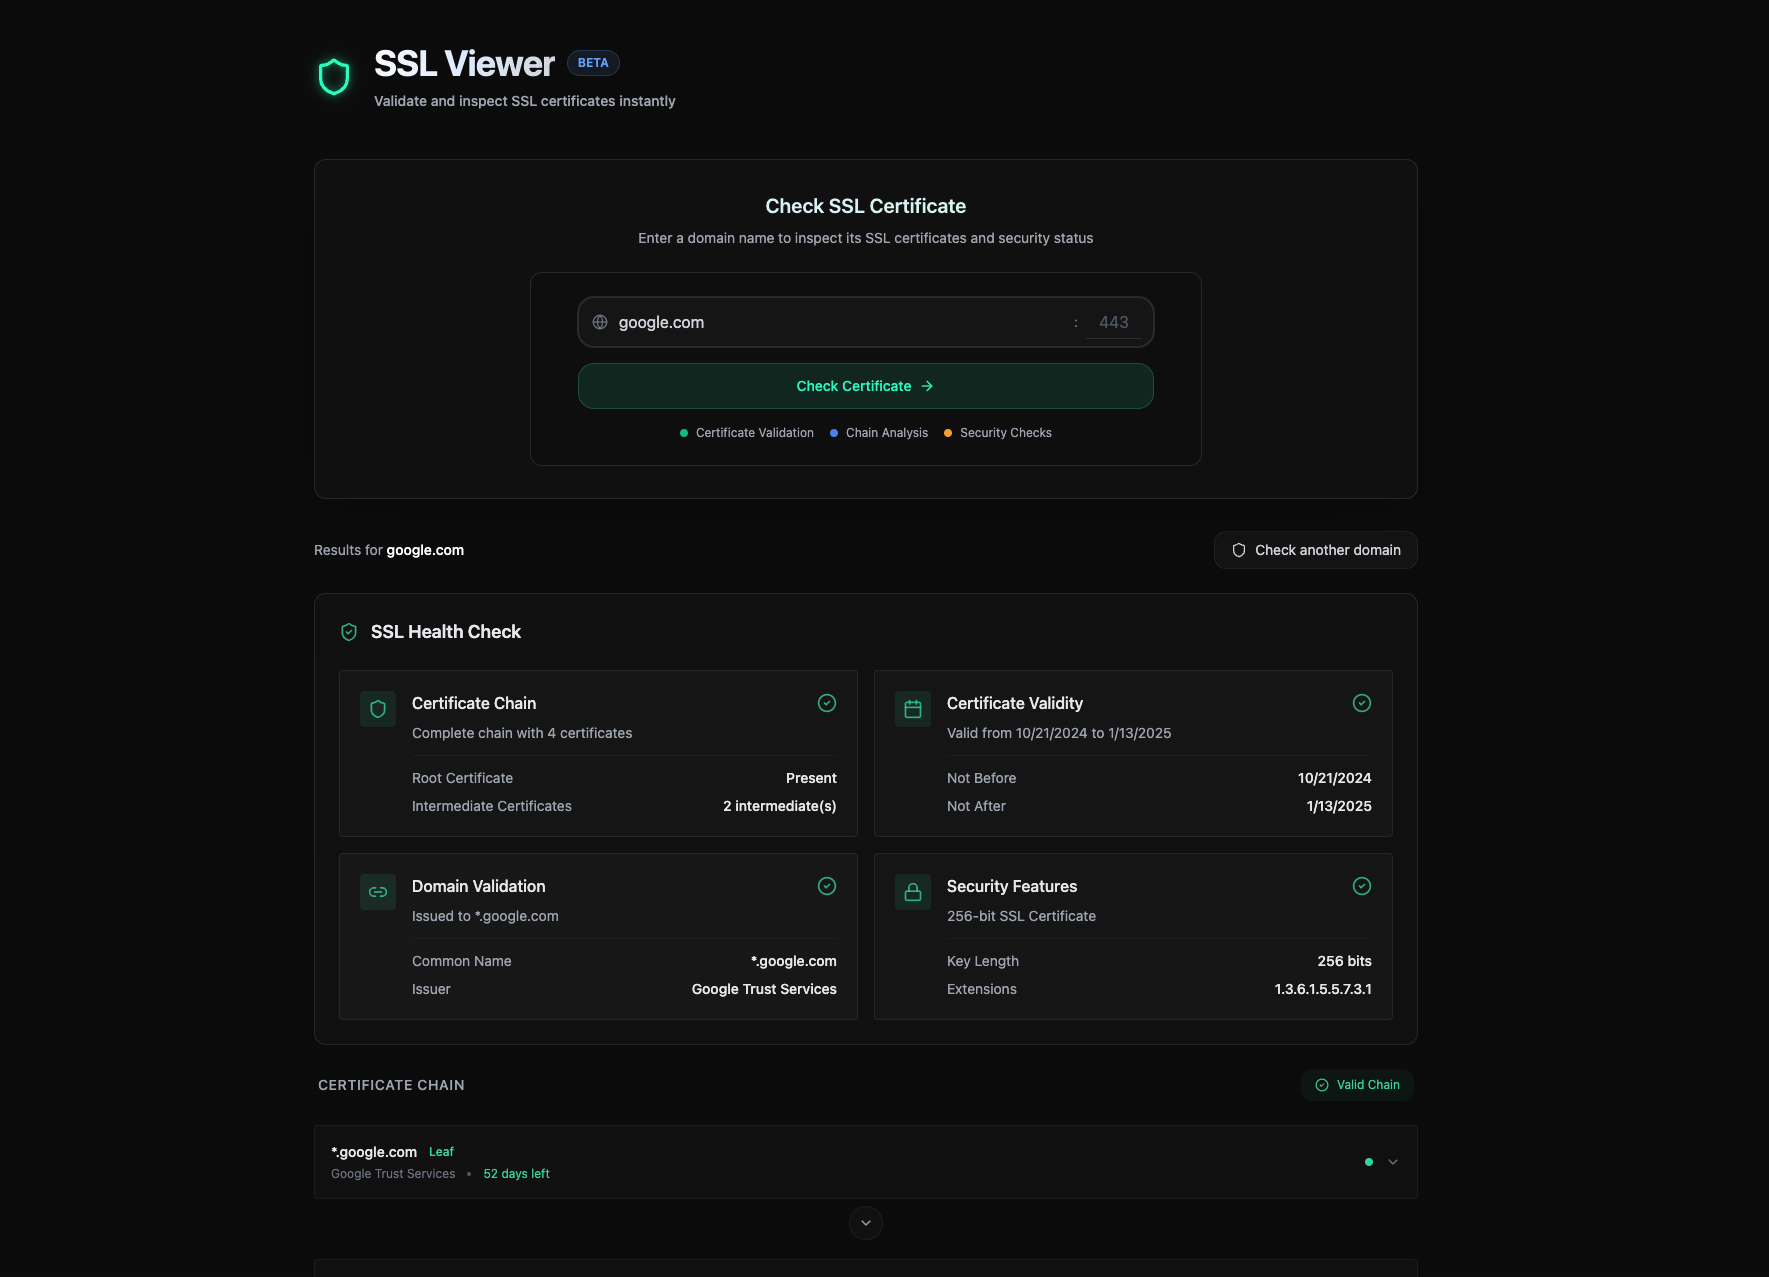 SSL Viewer BETA
Validate and inspect SSL certificates instantly
Check SSL Certificate
Enter a domain name to inspect its SSL certificates and security status
google.com : 443
Check Certificate →
Certificate Validation Chain Analysis Security Checks
Results for google.com
Check another domain
SSL Health Check
Certificate Chain
Complete chain with 4 certificates
Root Certificate Present
Intermediate Certificates 2 intermediate(s)
Certificate Validity
Valid from 10/21/2024 to 1/13/2025
Not Before 10/21/2024
Not After 1/13/2025
Domain Validation
Issued to *.google.com
Common Name *.google.com
Issuer Google Trust Services
Security Features
256-bit SSL Certificate
Key Length 256 bits
Extensions 1.3.6.1.5.5.7.3.1
CERTIFICATE CHAIN
Valid Chain
*.google.com Leaf
Google Trust Services • 52 days left